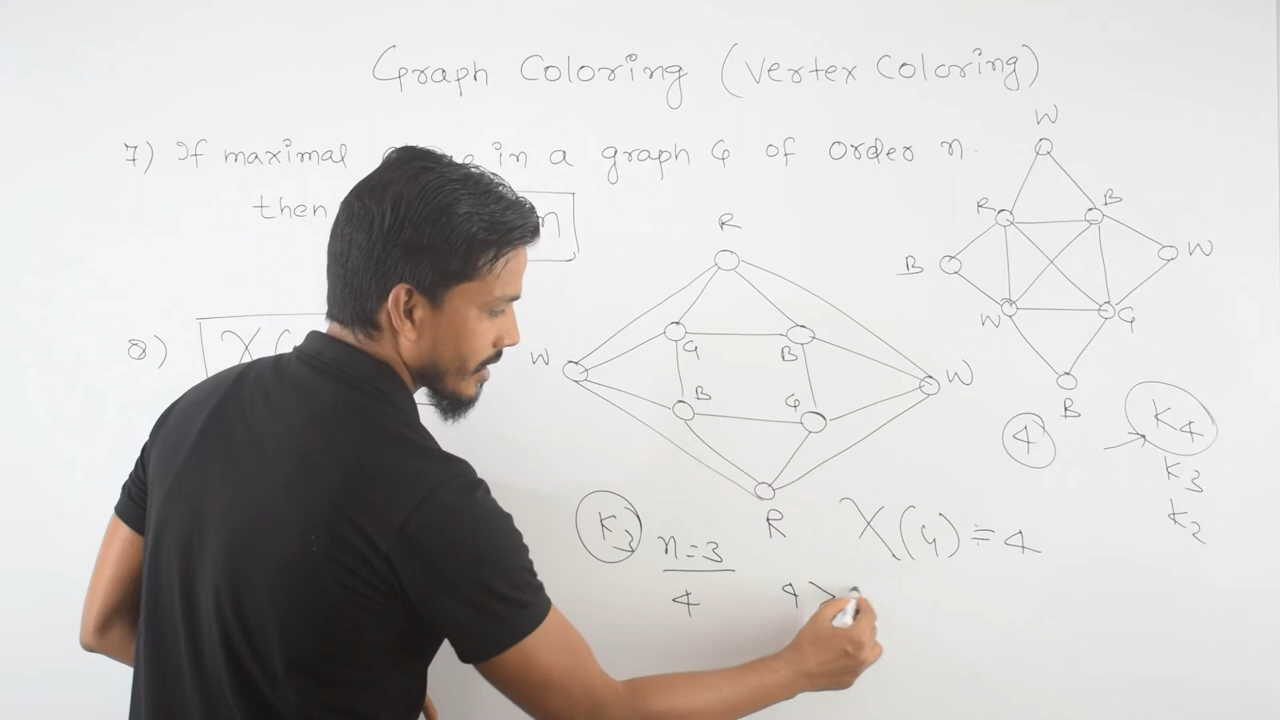 Graph Coloring (Vertex Coloring)
7) If maximal in a graph G of order n.
then n
8) χ(
R
W
G
B
B
G
W
R
W
R
B
B
W
W
G
B
4
K4
K3
K2
K3
n=3
4
χ(G) = 4
4 >